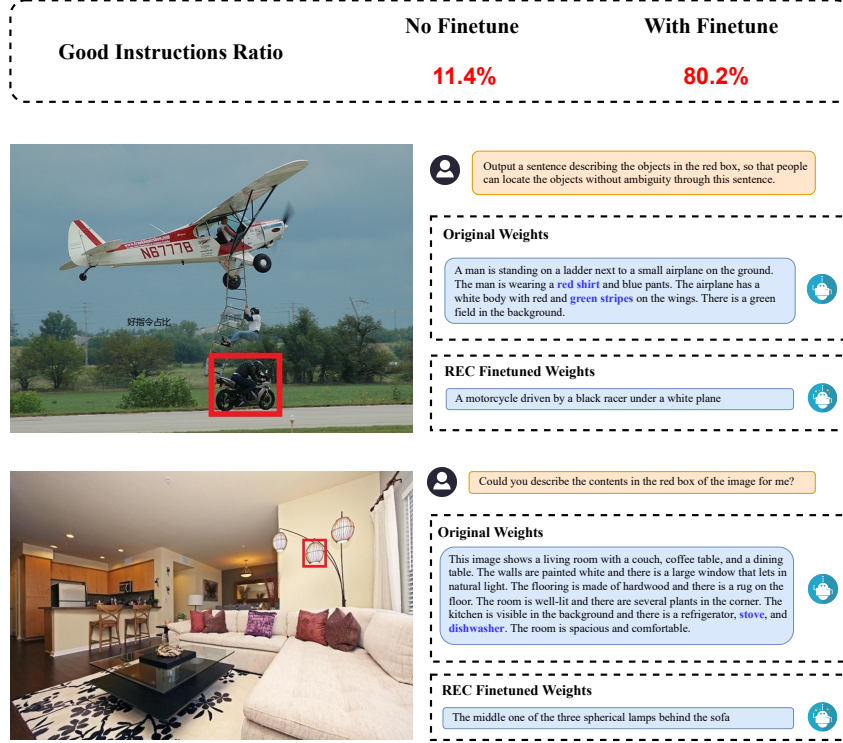 No Finetune
With Finetune
Good Instructions Ratio
11.4%
80.2%
Output a sentence describing the objects in the red box, so that people
can locate the objects without ambiguity through this sentence.
Original Weights
A man is standing on a ladder next to a small airplane on the ground.
The man is wearing a red shirt and blue pants. The airplane has a
white body with red and green stripes on the wings. There is a green
field in the background.
N6777B
好指令占比
REC Finetuned Weights
A motorcycle driven by a black racer under a white plane
Could you describe the contents in the red box of the image for me?
Original Weights
This image shows a living room with a couch, coffee table, and a dining
table. The walls are painted white and there is a large window that lets in
natural light. The flooring is made of hardwood and there is a rug on the
floor. The room is well-lit and there are several plants in the corner. The
kitchen is visible in the background and there is a refrigerator, stove, and
dishwasher. The room is spacious and comfortable.
REC Finetuned Weights
The middle one of the three spherical lamps behind the sofa